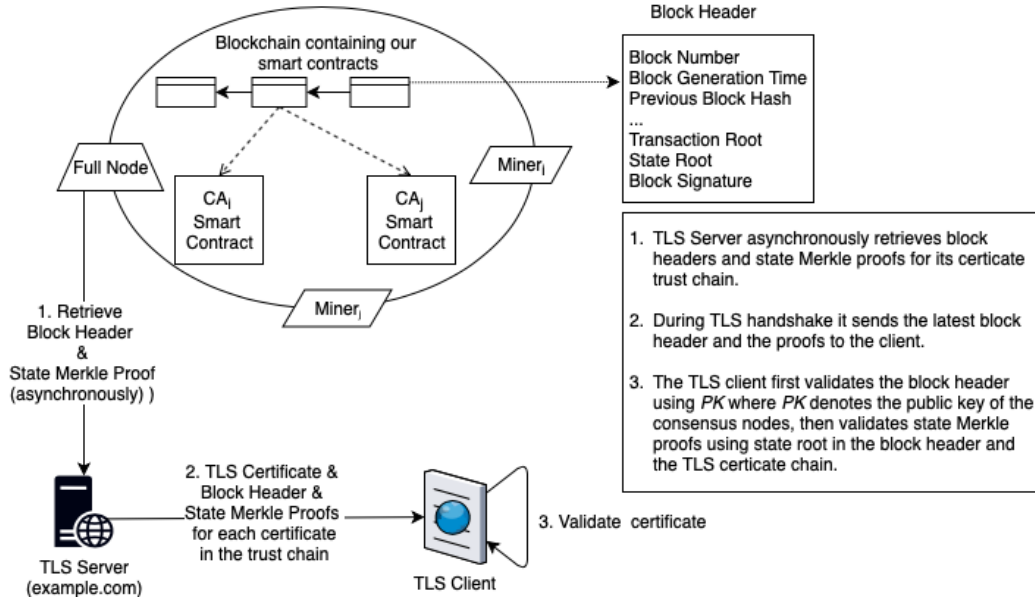 Block Header
Blockchain containing our
smart contracts
Block Number
Block Generation Time
Previous Block Hash
...
Transaction Root
State Root
Block Signature
Full Node
Miner_i
CA_i
Smart
Contract
CA_j
Smart
Contract
Miner_j
1. Retrieve
Block Header
&
State Merkle Proof
(asynchronously) )
1. TLS Server asynchronously retrieves block
headers and state Merkle proofs for its certicate
trust chain.
2. During TLS handshake it sends the latest block
header and the proofs to the client.
3. The TLS client first validates the block header
using PK where PK denotes the public key of the
consensus nodes, then validates state Merkle
proofs using state root in the block header and
the TLS certicate chain.
2. TLS Certificate &
Block Header &
State Merkle Proofs
for each certificate
in the trust chain
3. Validate certificate
TLS Server
(example.com)
TLS Client